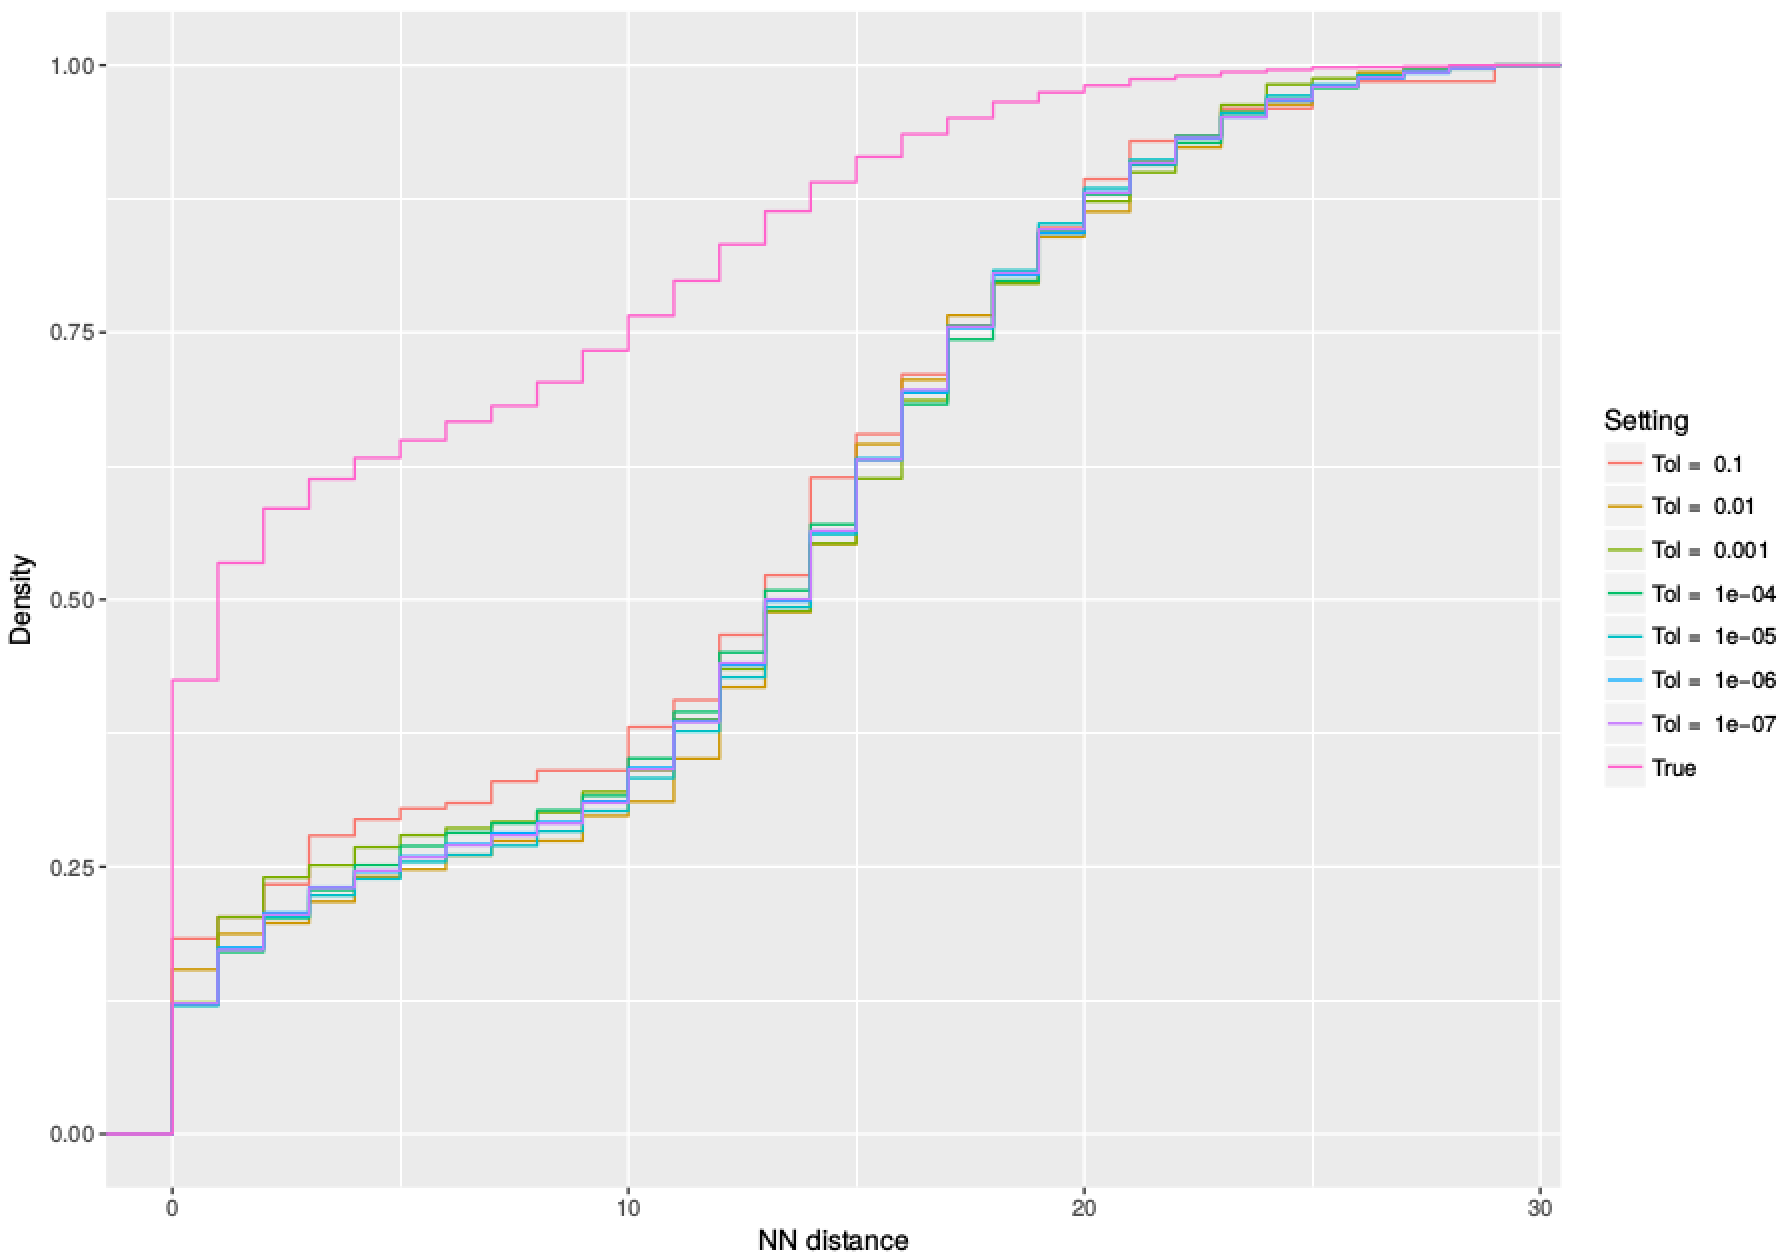 1.00
0.75
0.50
0.25
0.00
Density
0 10 20 30
NN distance
Setting
Tol = 0.1
Tol = 0.01
Tol = 0.001
Tol = 1e−04
Tol = 1e−05
Tol = 1e−06
Tol = 1e−07
True